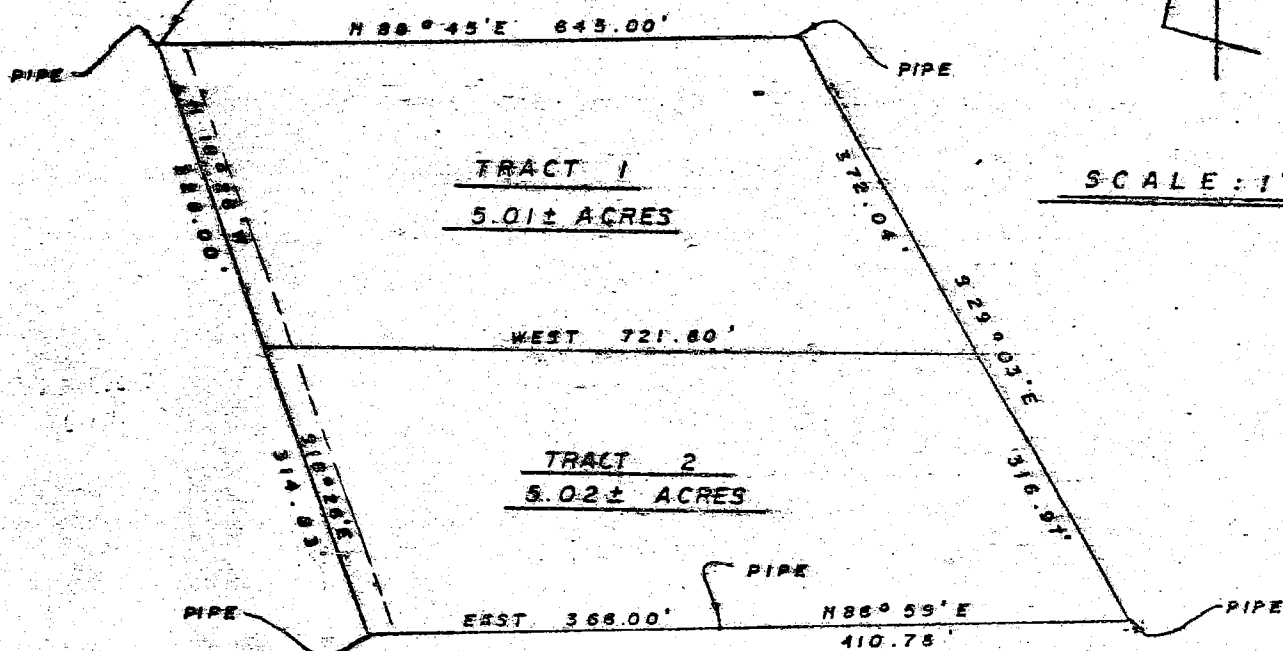 N 88° 45' E 645.00'
PIPE
PIPE
TRACT 1
5.01± ACRES
SCALE: 1"
372.04'
WEST 721.80'
S 29° 03' E
TRACT 2
5.02± ACRES
S 18° 26' E
314.83'
316.97'
PIPE
PIPE
EAST 368.00'
N 86° 59' E
410.75'
PIPE